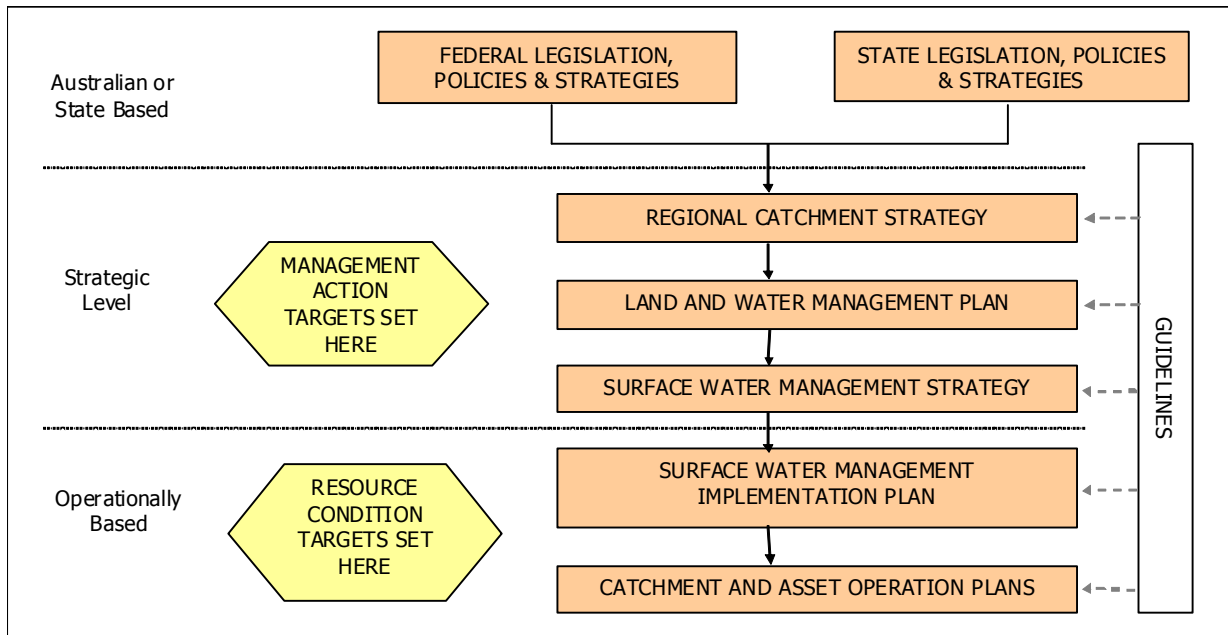 FEDERAL LEGISLATION,
POLICIES & STRATEGIES
STATE LEGISLATION, POLICIES
& STRATEGIES
Australian or
State Based
REGIONAL CATCHMENT STRATEGY
Strategic
Level
MANAGEMENT
ACTION
TARGETS SET
HERE
LAND AND WATER MANAGEMENT PLAN
SURFACE WATER MANAGEMENT STRATEGY
GUIDELINES
Operationally
Based
RESOURCE
CONDITION
TARGETS SET
HERE
SURFACE WATER MANAGEMENT
IMPLEMENTATION PLAN
CATCHMENT AND ASSET OPERATION PLANS